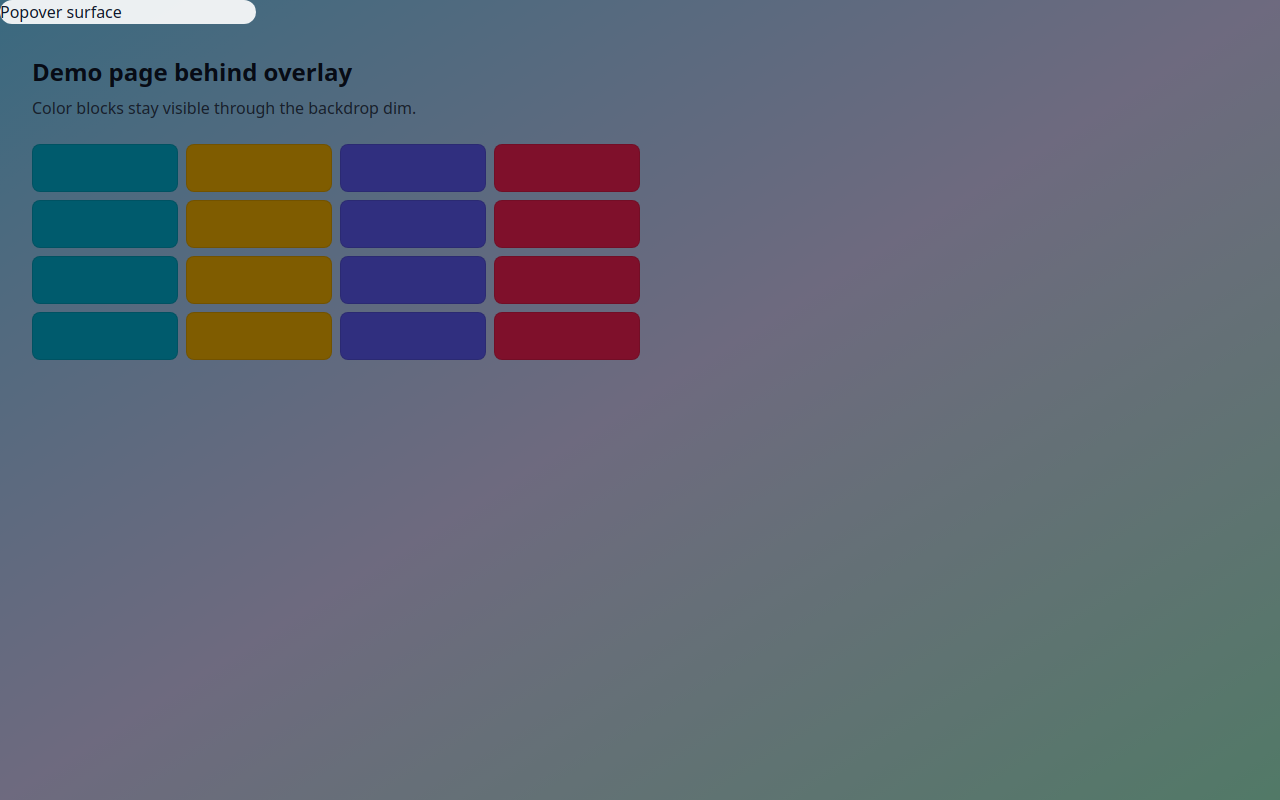 Popover surface
Demo page behind overlay
Color blocks stay visible through the backdrop dim.